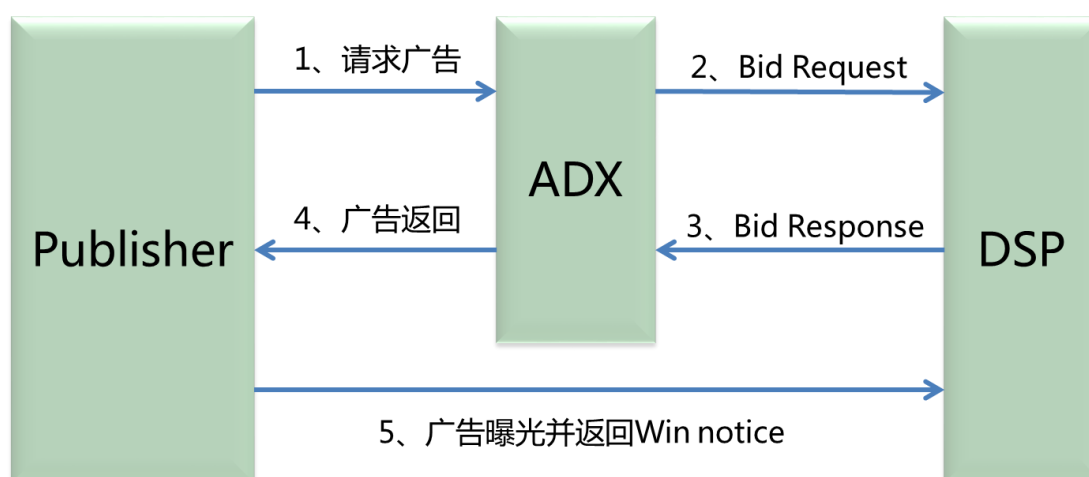 1、请求广告
2、Bid Request
ADX
4、广告返回
3、Bid Response
Publisher
DSP
5、广告曝光并返回Win notice